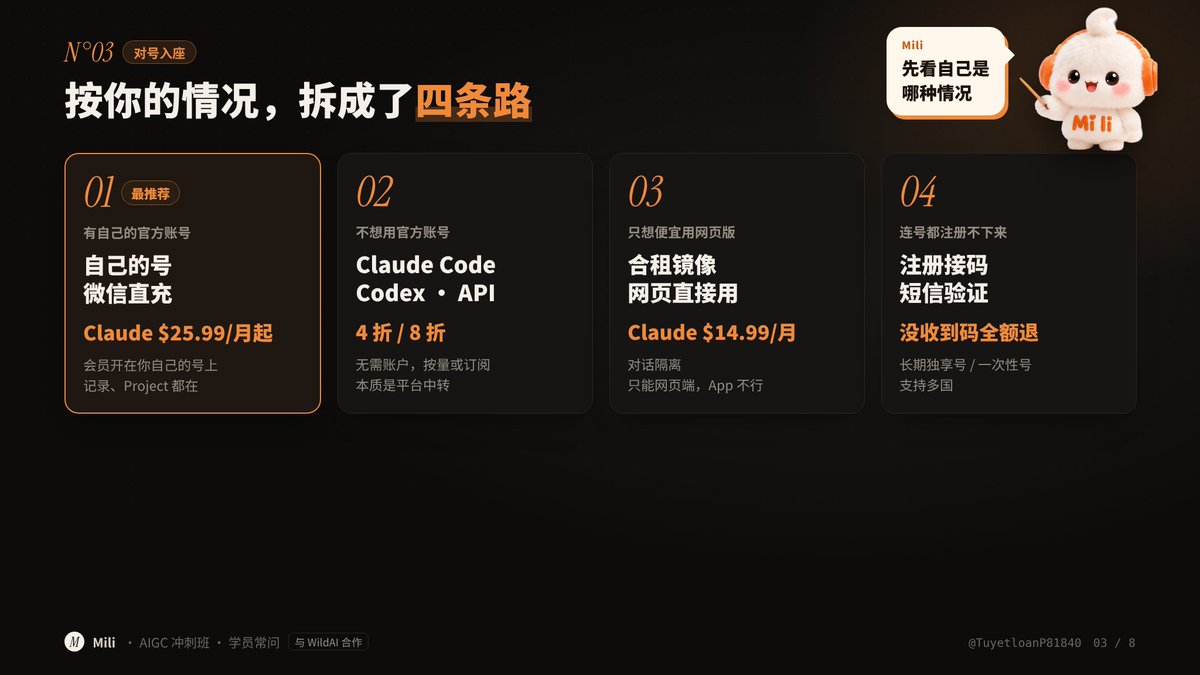 N°03 对号入座
按你的情况，拆成了四条路
Mili
先看自己是
哪种情况
Mili
01 最推荐
有自己的官方账号
自己的号
微信直充
Claude $25.99/月起
会员开在你自己的号上
记录、Project 都在
02
不想用官方账号
Claude Code
Codex · API
4 折 / 8 折
无需账户，按量或订阅
本质是平台中转
03
只想便宜用网页版
合租镜像
网页直接用
Claude $14.99/月
对话隔离
只能网页端，App 不行
04
连号都注册不下来
注册接码
短信验证
没收到码全额退
长期独享号 / 一次性号
支持多国
M Mili · AIGC 冲刺班 · 学员常问 与 WildAI 合作
@TuyetloanP81840 03 / 8